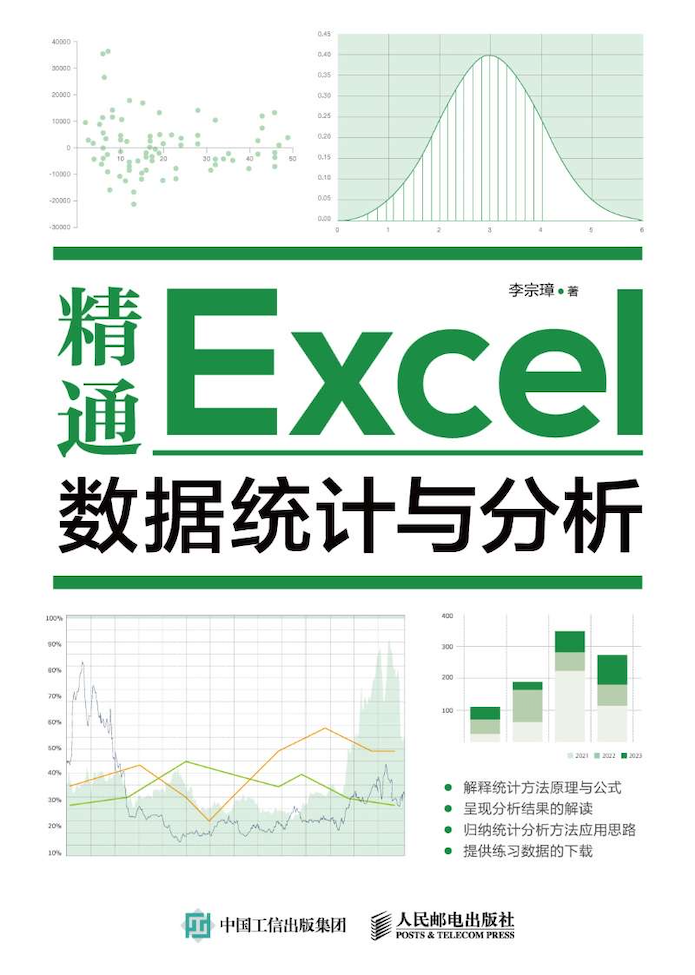 40000
30000
20000
10000
0
-10000
-20000
-30000
10 20 30 40 50
0.45
0.40
0.35
0.30
0.25
0.20
0.15
0.10
0.05
0.00
0 1 2 3 4 5 6
李宗璋●著
精通
Excel
数据统计与分析
100%
90%
80%
70%
60%
50%
40%
30%
20%
10%
400
300
200
100
2021 2022 2023
● 解释统计方法原理与公式
● 呈现分析结果的解读
● 归纳统计分析方法应用思路
● 提供练习数据的下载
中国工信出版集团
人民邮电出版社
POSTS & TELECOM PRESS